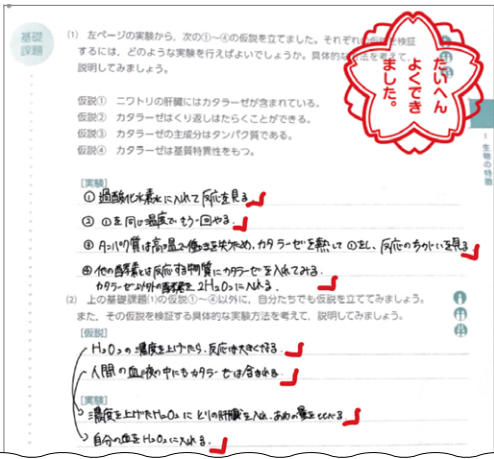 基礎
課題
(1) 左ページの実験から、次の①〜④の仮説を立てました。それぞれの仮説を検証
するには、どのような実験を行えばよいでしょうか。具体的な方法を考えて、
説明してみましょう。
たいへん
よくでき
ました。
仮説① ニワトリの肝臓にはカタラーゼが含まれている。
仮説② カタラーゼはくり返しはたらくことができる。
仮説③ カタラーゼの主成分はタンパク質である。
仮説④ カタラーゼは基質特異性をもつ。
生物の特徴
[実験]
① 過酸化水素水に入れて反応を見る
② ①を同じ温度でもう一回やる。
③ タンパク質は高温で働きを失うため、カタラーゼを熱して①をし、反応のちがいを見る
④ 他の酵素とは反応する物質にカタラーゼを入れてみる。
カタラーゼ以外の酵素を2H₂O₂に入れる。
(2) 上の基礎課題(1)の仮説①〜④以外に、自分たちでも仮説を立ててみましょう。
また、その仮説を検証する具体的な実験方法を考えて、説明してみましょう。
[仮説]
H₂O₂の濃度を上げたら、反応は大きくなる。
人間の血液の中にもカタラーゼは含まれる。
[実験]
濃度を上げたH₂O₂にとりの肝臓を入れ、あわの量をくらべる。
自分の血をH₂O₂に入れる。